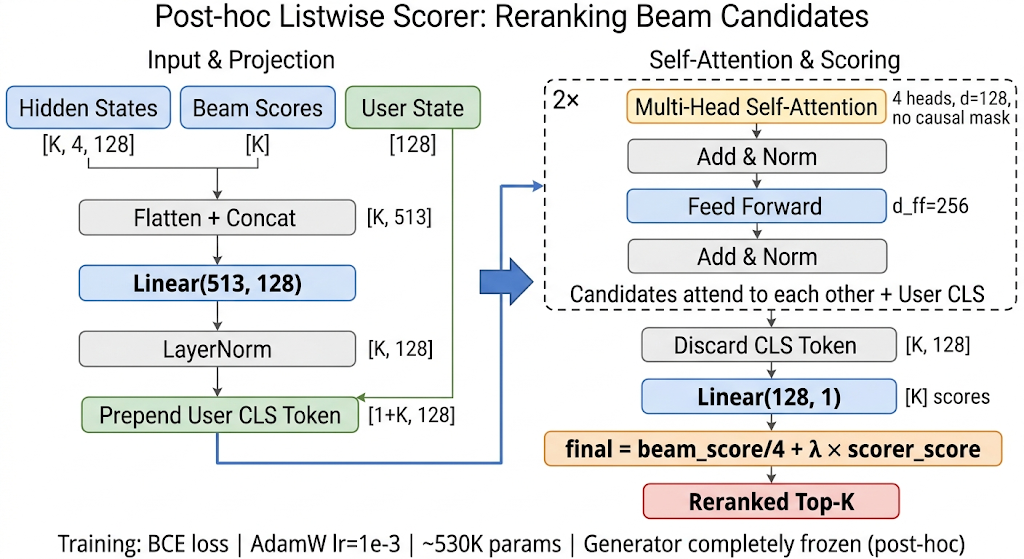 Post-hoc Listwise Scorer: Reranking Beam Candidates
Input & Projection
Hidden States
Beam Scores
User State
[K, 4, 128]
[K]
[128]
Flatten + Concat
[K, 513]
Linear(513, 128)
LayerNorm
[K, 128]
Prepend User CLS Token
[1+K, 128]
Self-Attention & Scoring
2×
Multi-Head Self-Attention
4 heads, d=128,
no causal mask
Add & Norm
Feed Forward
d_ff=256
Add & Norm
Candidates attend to each other + User CLS
Discard CLS Token
[K, 128]
Linear(128, 1)
[K] scores
final = beam_score/4 + λ × scorer_score
Reranked Top-K
Training: BCE loss | AdamW lr=1e-3 | ~530K params | Generator completely frozen (post-hoc)